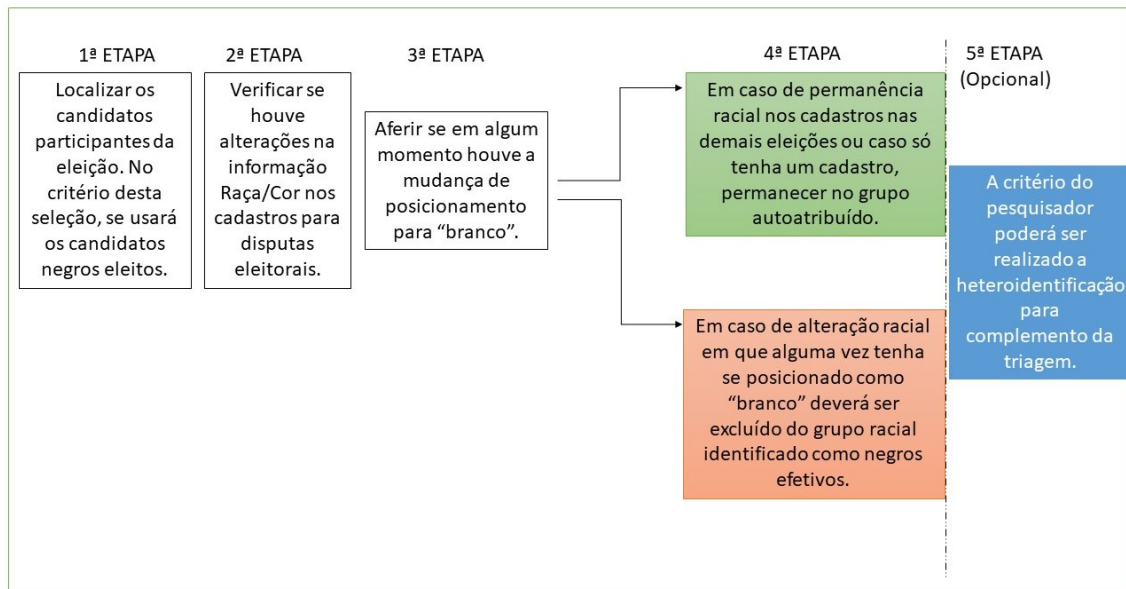 1ª ETAPA
Localizar os
candidatos
participantes da
eleição. No
critério desta
seleção, se usará
os candidatos
negros eleitos.
2ª ETAPA
Verificar se
houve
alterações na
informação
Raça/Cor nos
cadastros para
disputas
eleitorais.
3ª ETAPA
Aferir se em algum
momento houve a
mudança de
posicionamento
para “branco”.
4ª ETAPA
Em caso de permanência
racial nos cadastros nas
demais eleições ou caso só
tenha um cadastro,
permanecer no grupo
autoatribuído.
Em caso de alteração racial
em que alguma vez tenha
se posicionado como
“branco” deverá ser
excluído do grupo racial
identificado como negros
efetivos.
5ª ETAPA
(Opcional)
A critério do
pesquisador
poderá ser
realizado a
heteroidentificação
para
complemento da
triagem.